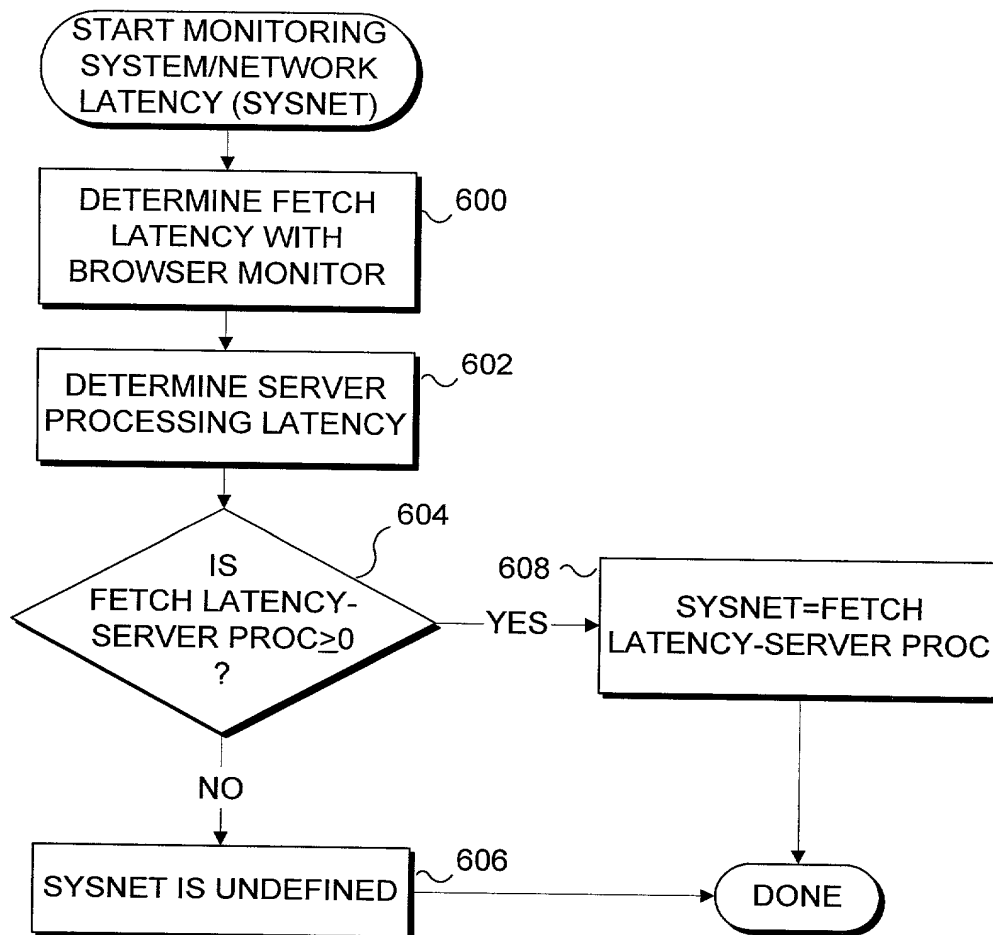 START MONITORING
SYSTEM/NETWORK
LATENCY (SYSNET)
DETERMINE FETCH
LATENCY WITH
BROWSER MONITOR
600
DETERMINE SERVER
PROCESSING LATENCY
602
604
IS
FETCH LATENCY-
SERVER PROC≥0
?
YES
608
SYSNET=FETCH
LATENCY-SERVER PROC
NO
SYSNET IS UNDEFINED
606
DONE